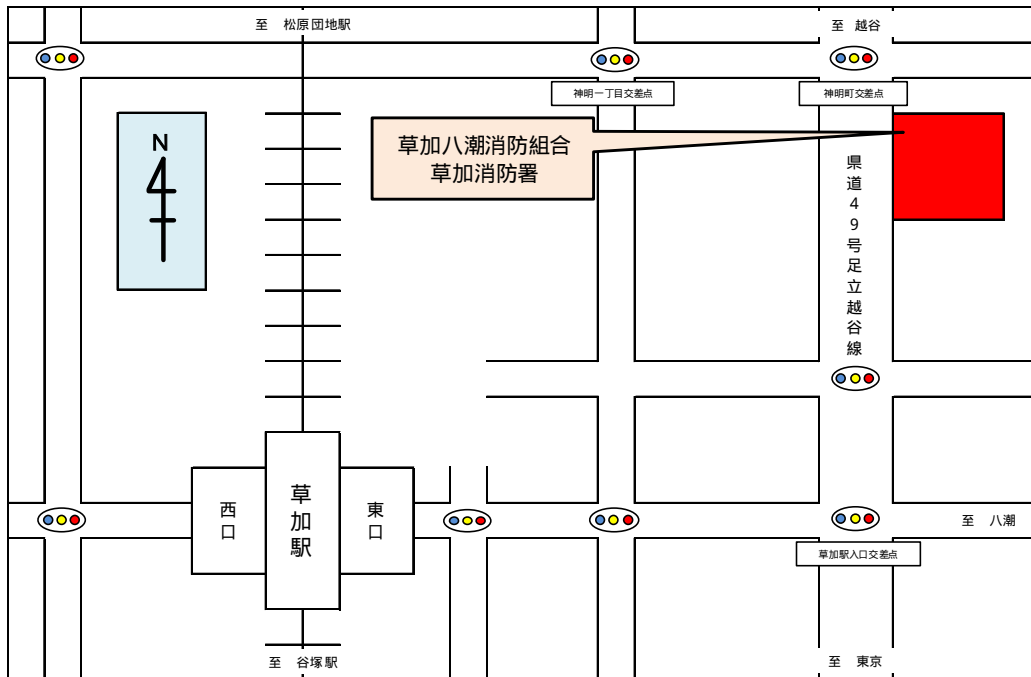 至 松原団地駅
至 越谷
神明一丁目交差点
神明町交差点
N
草加八潮消防組合
草加消防署
県道49号足立越谷線
西口
草加駅
東口
至 八潮
草加駅入口交差点
至 谷塚駅
至 東京